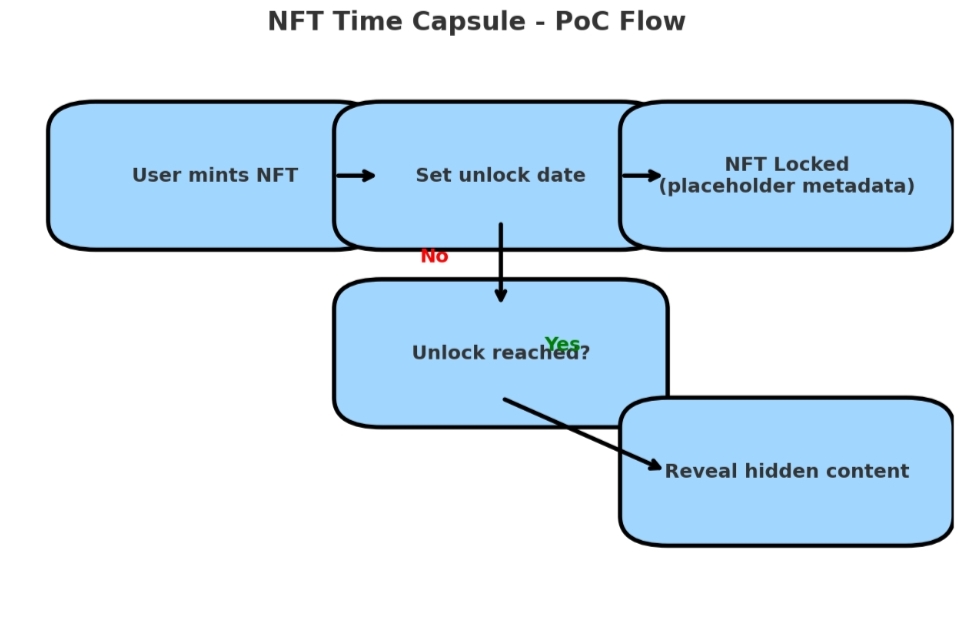 NFT Time Capsule - PoC Flow
User mints NFT
Set unlock date
NFT Locked
(placeholder metadata)
No
Yes
Unlock reached?
Reveal hidden content